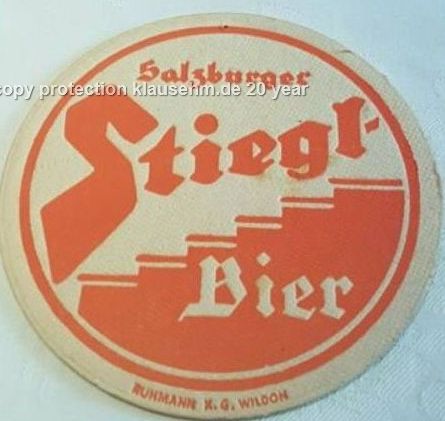 Salzburger
copy protection klausehm.de 20 year
Stiegl-
Bier
RUHMANN K.G. WILDON